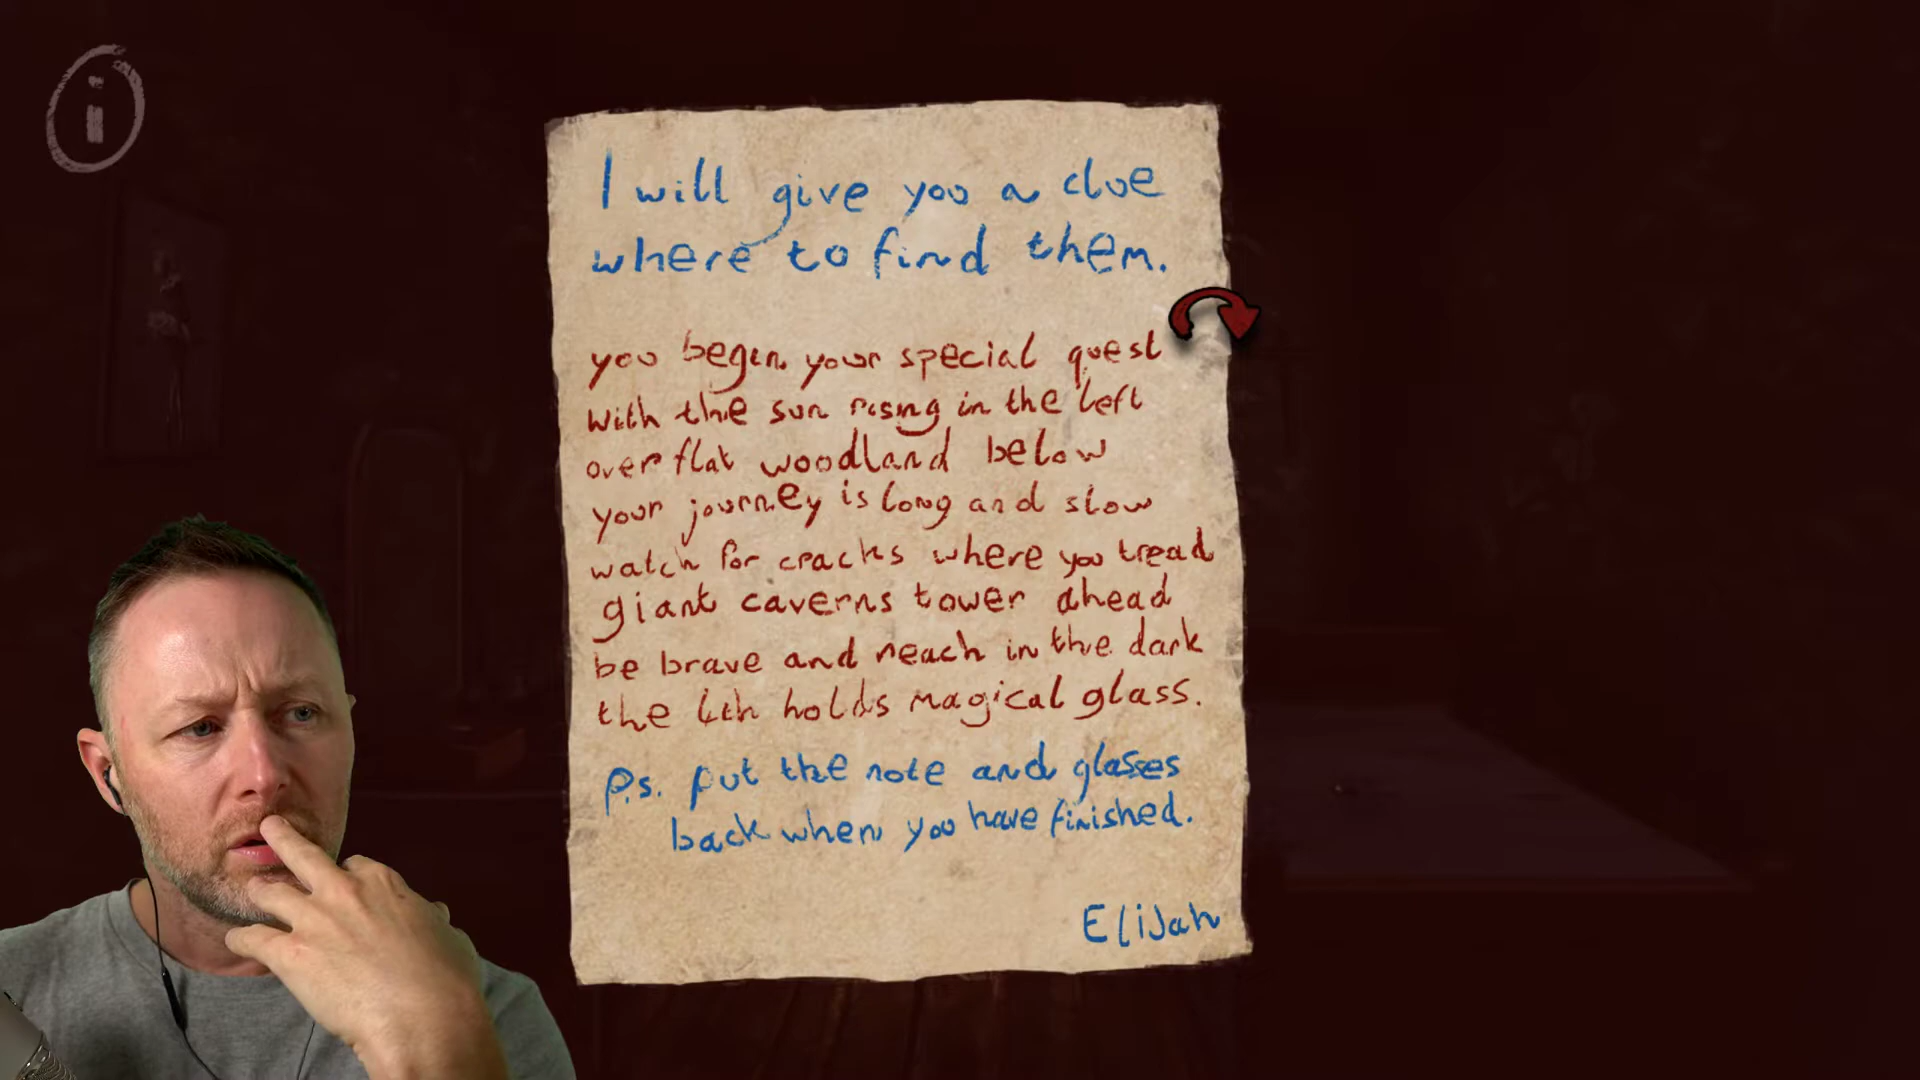 i
I will give you a clue
where to find them.
you begin your special quest
with the sun rising in the left
over flat woodland below
your journey is long and slow
watch for cracks where you tread
giant caverns tower ahead
be brave and reach in the dark
the 4th holds magical glass.
P.s. put the note and glasses
back when you have finished.
Elijah